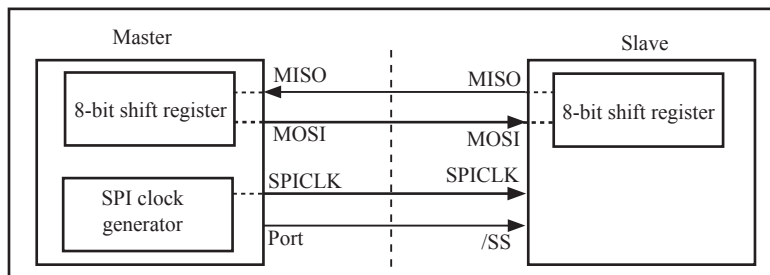 Master
Slave
MISO
MISO
8-bit shift register
8-bit shift register
MOSI
MOSI
SPICLK
SPICLK
SPI clock
generator
Port
/SS